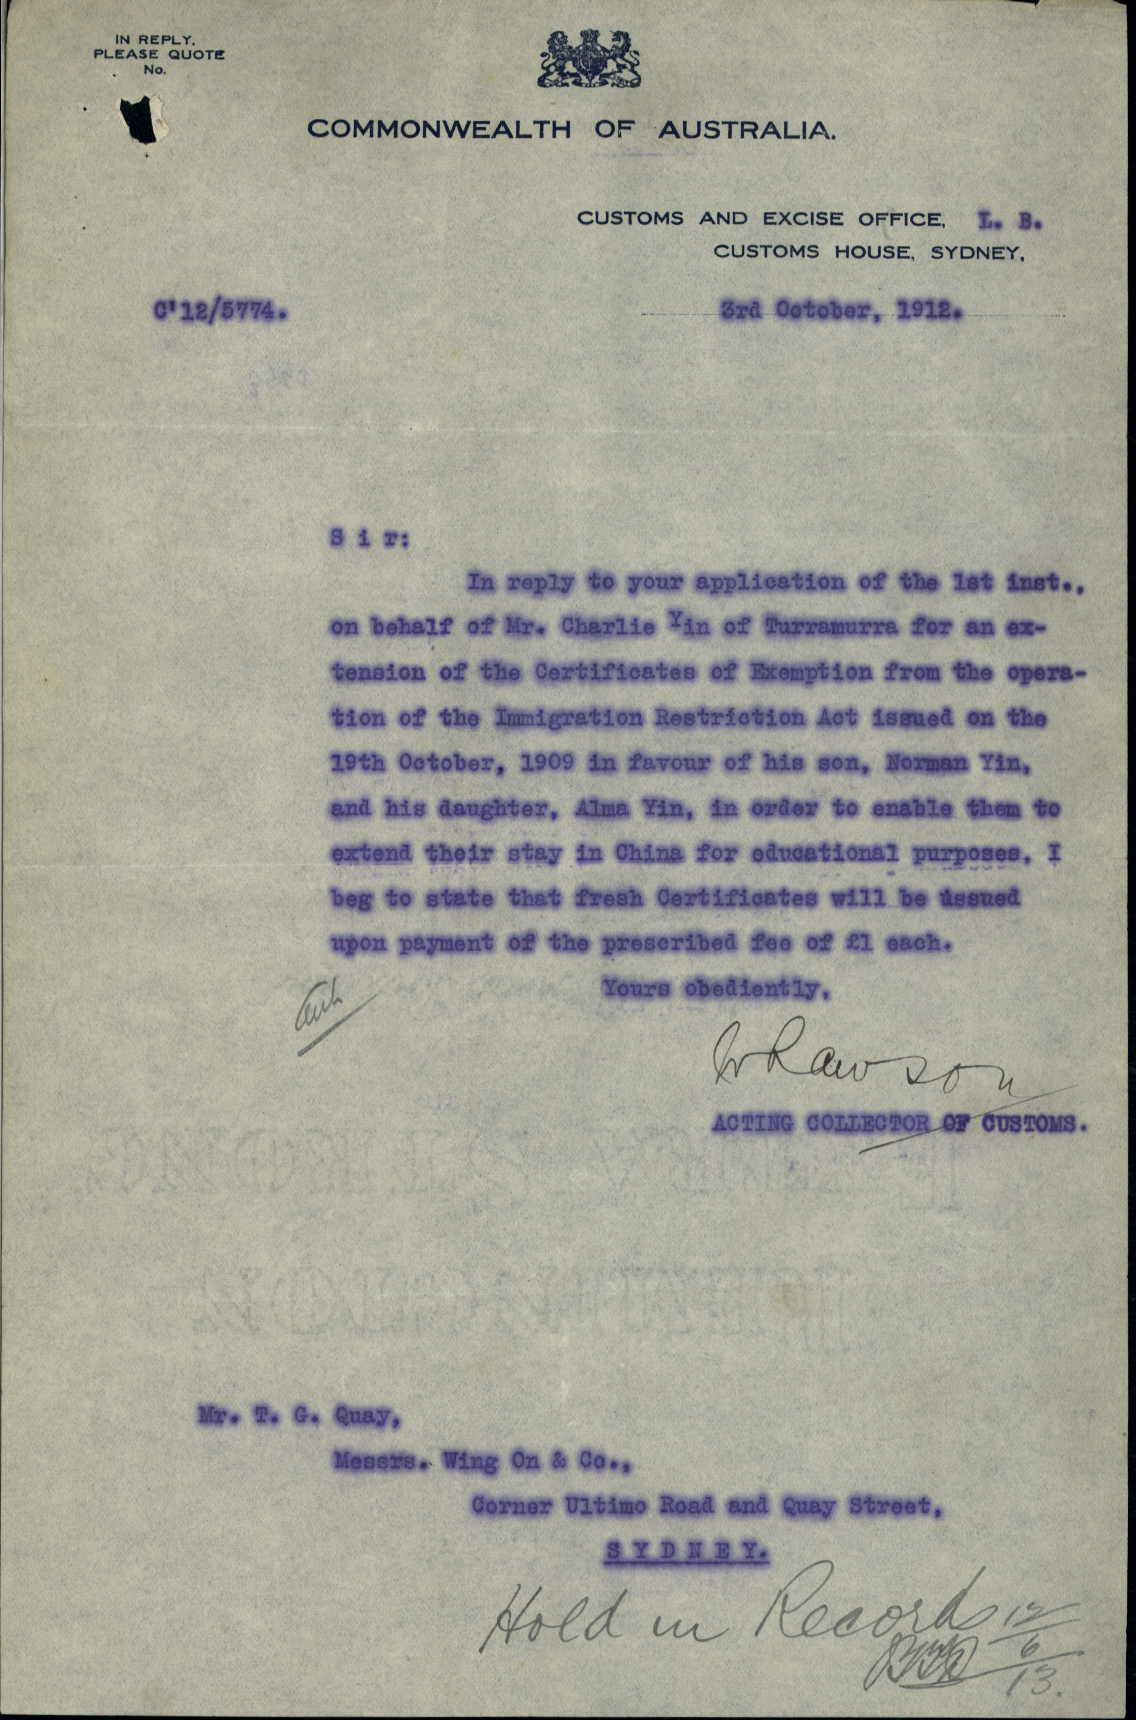 IN REPLY,
PLEASE QUOTE
No.
COMMONWEALTH OF AUSTRALIA.
CUSTOMS AND EXCISE OFFICE, L. B.
CUSTOMS HOUSE, SYDNEY,
C'12/5774.
3rd October, 1912.
S i r:
In reply to your application of the 1st inst.,
on behalf of Mr. Charlie Yin of Turramurra for an ex-
tension of the Certificates of Exemption from the opera-
tion of the Immigration Restriction Act issued on the
19th October, 1909 in favour of his son, Norman Yin,
and his daughter, Alma Yin, in order to enable them to
extend their stay in China for educational purposes, I
beg to state that fresh Certificates will be issued
upon payment of the prescribed fee of £1 each.
Yours obediently,
ACTING COLLECTOR OF CUSTOMS.
Mr. T. G. Quay,
Messrs. Wing On & Co.,
Corner Ultimo Road and Quay Street,
S Y D N E Y.
Hold in Records 12/6/13.